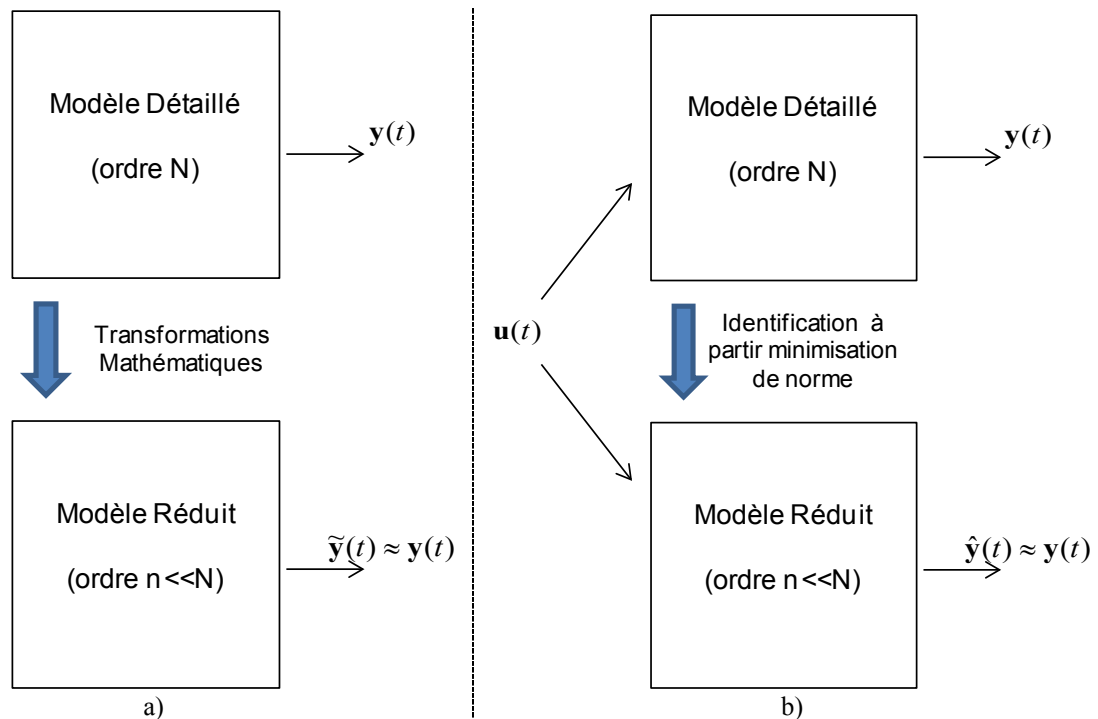 Modèle Détaillé
(ordre N)
y(t)
Transformations
Mathématiques
Modèle Réduit
(ordre n <<N)
ỹ(t) ≈ y(t)
a)
Modèle Détaillé
(ordre N)
y(t)
u(t)
Identification à
partir minimisation
de norme
Modèle Réduit
(ordre n <<N)
ŷ(t) ≈ y(t)
b)